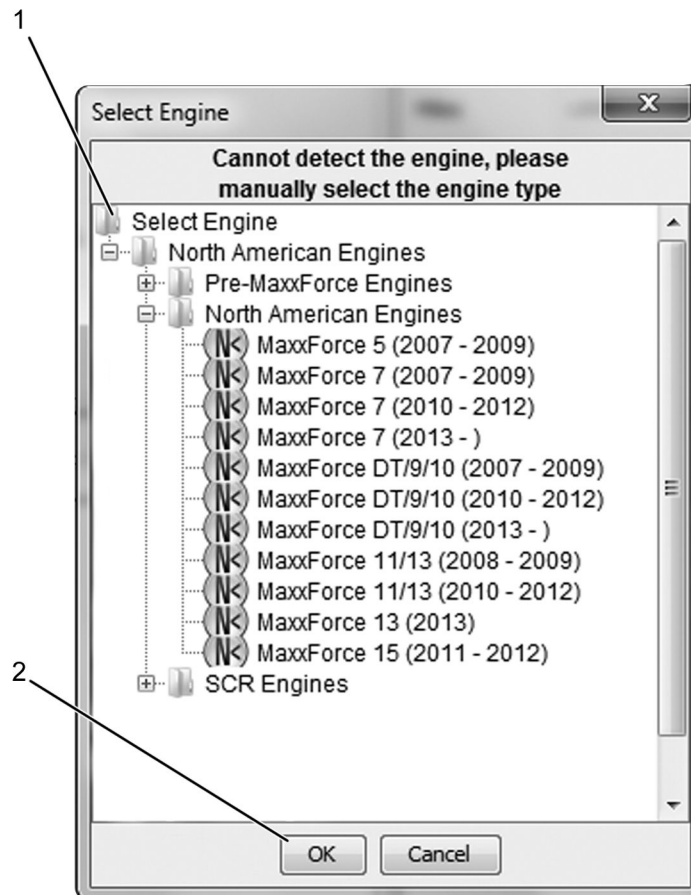 1
Select Engine
x
Cannot detect the engine, please
manually select the engine type
Select Engine
North American Engines
Pre-MaxxForce Engines
North American Engines
MaxxForce 5 (2007 - 2009)
MaxxForce 7 (2007 - 2009)
MaxxForce 7 (2010 - 2012)
MaxxForce 7 (2013 - )
MaxxForce DT/9/10 (2007 - 2009)
MaxxForce DT/9/10 (2010 - 2012)
MaxxForce DT/9/10 (2013 - )
MaxxForce 11/13 (2008 - 2009)
MaxxForce 11/13 (2010 - 2012)
MaxxForce 13 (2013)
MaxxForce 15 (2011 - 2012)
2
SCR Engines
OK Cancel